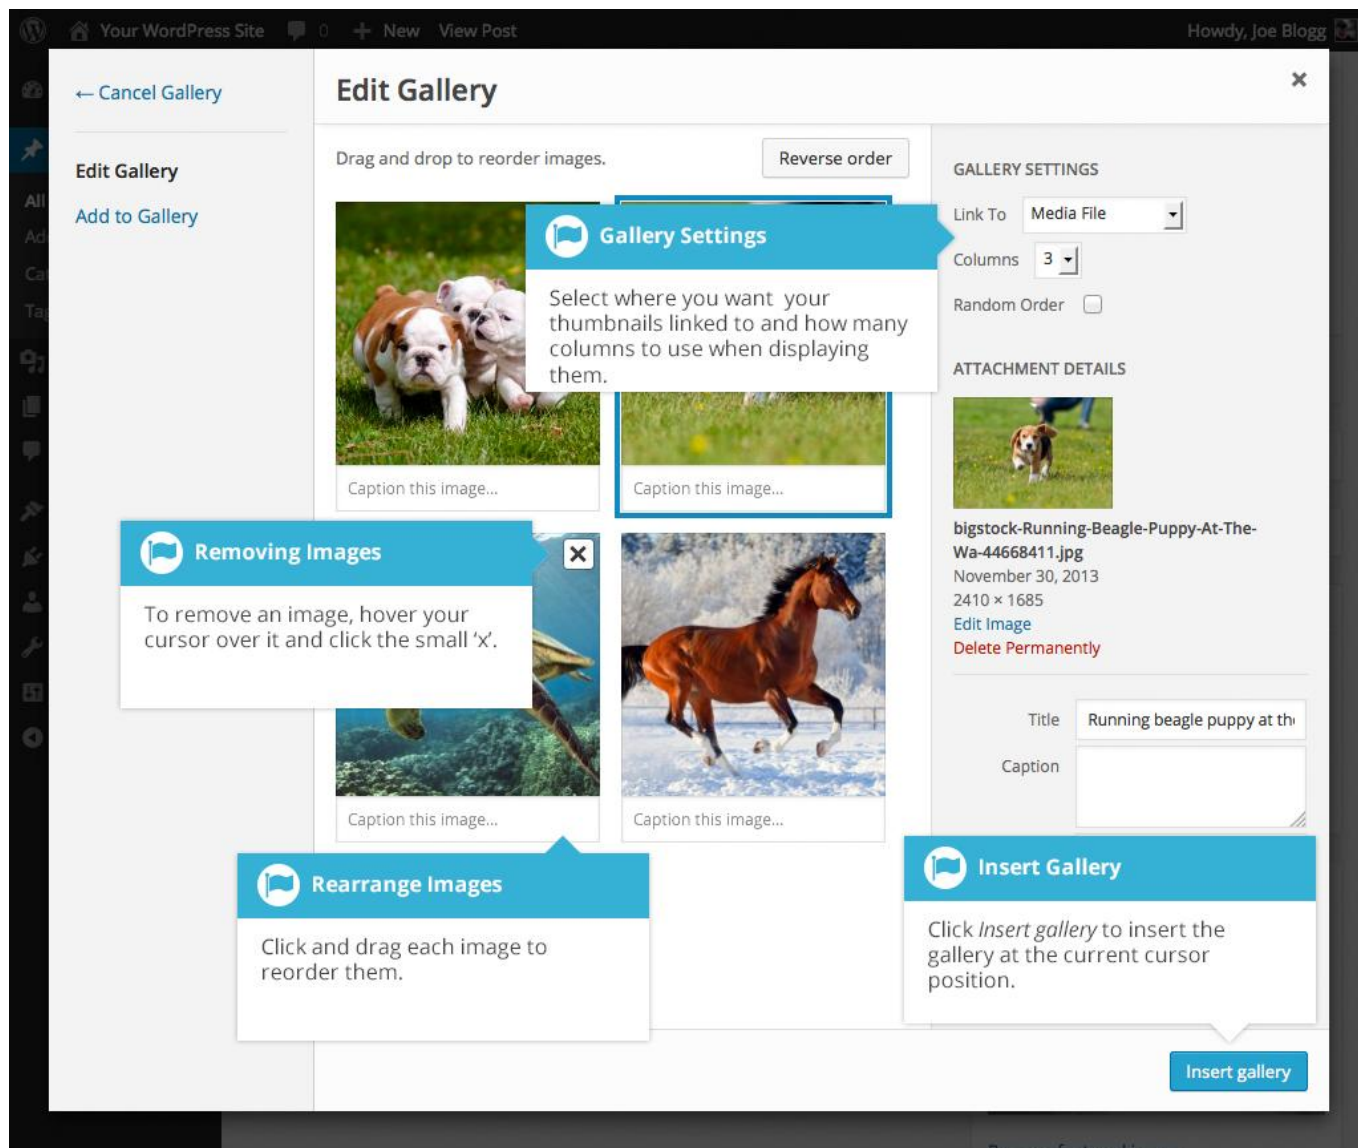 Your WordPress Site 0 + New View Post Howdy, Joe Blogg
← Cancel Gallery
Edit Gallery
Add to Gallery
Edit Gallery
×
Drag and drop to reorder images.
Reverse order
Caption this image...
Caption this image...
Caption this image...
Caption this image...
Gallery Settings
Select where you want your
thumbnails linked to and how many
columns to use when displaying
them.
Removing Images
To remove an image, hover your
cursor over it and click the small ‘x’.
Rearrange Images
Click and drag each image to
reorder them.
GALLERY SETTINGS
Link To Media File
Columns 3
Random Order
ATTACHMENT DETAILS
bigstock-Running-Beagle-Puppy-At-The-
Wa-44668411.jpg
November 30, 2013
2410 × 1685
Edit Image
Delete Permanently
Title Running beagle puppy at the
Caption
Insert Gallery
Click Insert gallery to insert the
gallery at the current cursor
position.
Insert gallery
All